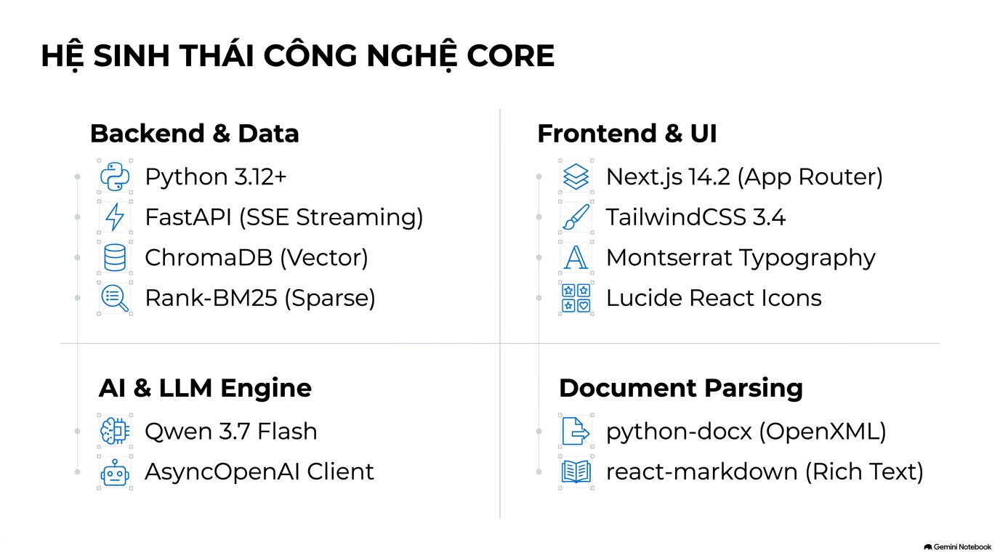 HỆ SINH THÁI CÔNG NGHỆ CORE
Backend & Data
Python 3.12+
FastAPI (SSE Streaming)
ChromaDB (Vector)
Rank-BM25 (Sparse)
Frontend & UI
Next.js 14.2 (App Router)
TailwindCSS 3.4
Montserrat Typography
Lucide React Icons
AI & LLM Engine
Qwen 3.7 Flash
AsyncOpenAI Client
Document Parsing
python-docx (OpenXML)
react-markdown (Rich Text)
Gemini Notebook